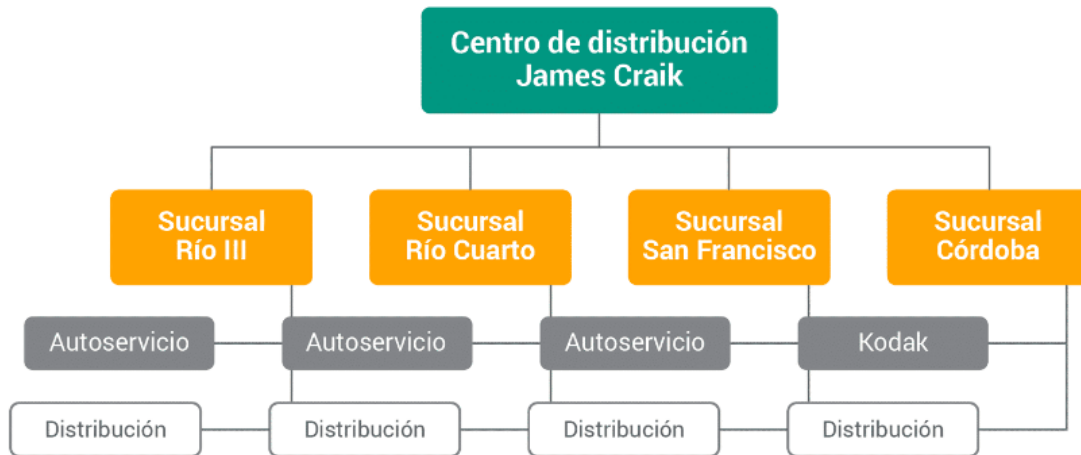 Centro de distribución
James Craik
Sucursal
Río III
Sucursal
Río Cuarto
Sucursal
San Francisco
Sucursal
Córdoba
Autoservicio
Autoservicio
Autoservicio
Kodak
Distribución
Distribución
Distribución
Distribución